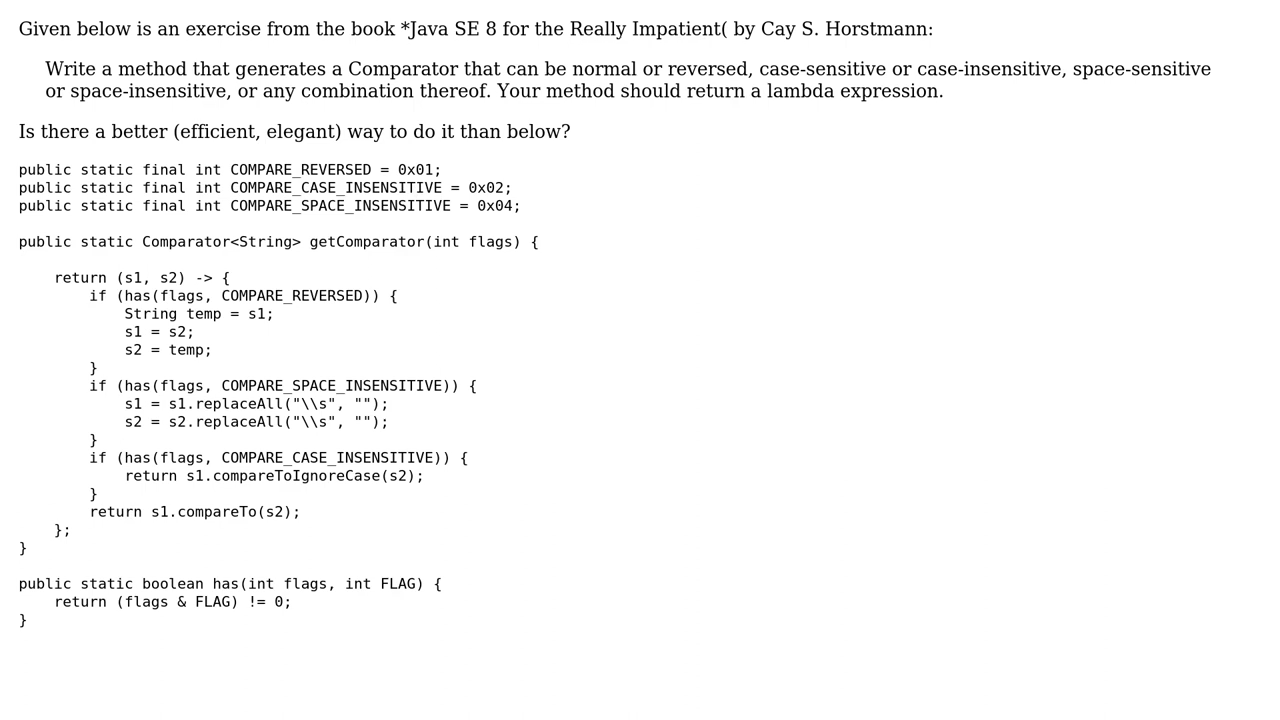 Given below is an exercise from the book *Java SE 8 for the Really Impatient( by Cay S. Horstmann:
Write a method that generates a Comparator that can be normal or reversed, case-sensitive or case-insensitive, space-sensitive
or space-insensitive, or any combination thereof. Your method should return a lambda expression.
Is there a better (efficient, elegant) way to do it than below?
public static final int COMPARE_REVERSED = 0x01;
public static final int COMPARE_CASE_INSENSITIVE = 0x02;
public static final int COMPARE_SPACE_INSENSITIVE = 0x04;
public static Comparator<String> getComparator(int flags) {
    return (s1, s2) -> {
        if (has(flags, COMPARE_REVERSED)) {
            String temp = s1;
            s1 = s2;
            s2 = temp;
        }
        if (has(flags, COMPARE_SPACE_INSENSITIVE)) {
            s1 = s1.replaceAll("\\s", "");
            s2 = s2.replaceAll("\\s", "");
        }
        if (has(flags, COMPARE_CASE_INSENSITIVE)) {
            return s1.compareToIgnoreCase(s2);
        }
        return s1.compareTo(s2);
    };
}
public static boolean has(int flags, int FLAG) {
    return (flags & FLAG) != 0;
}